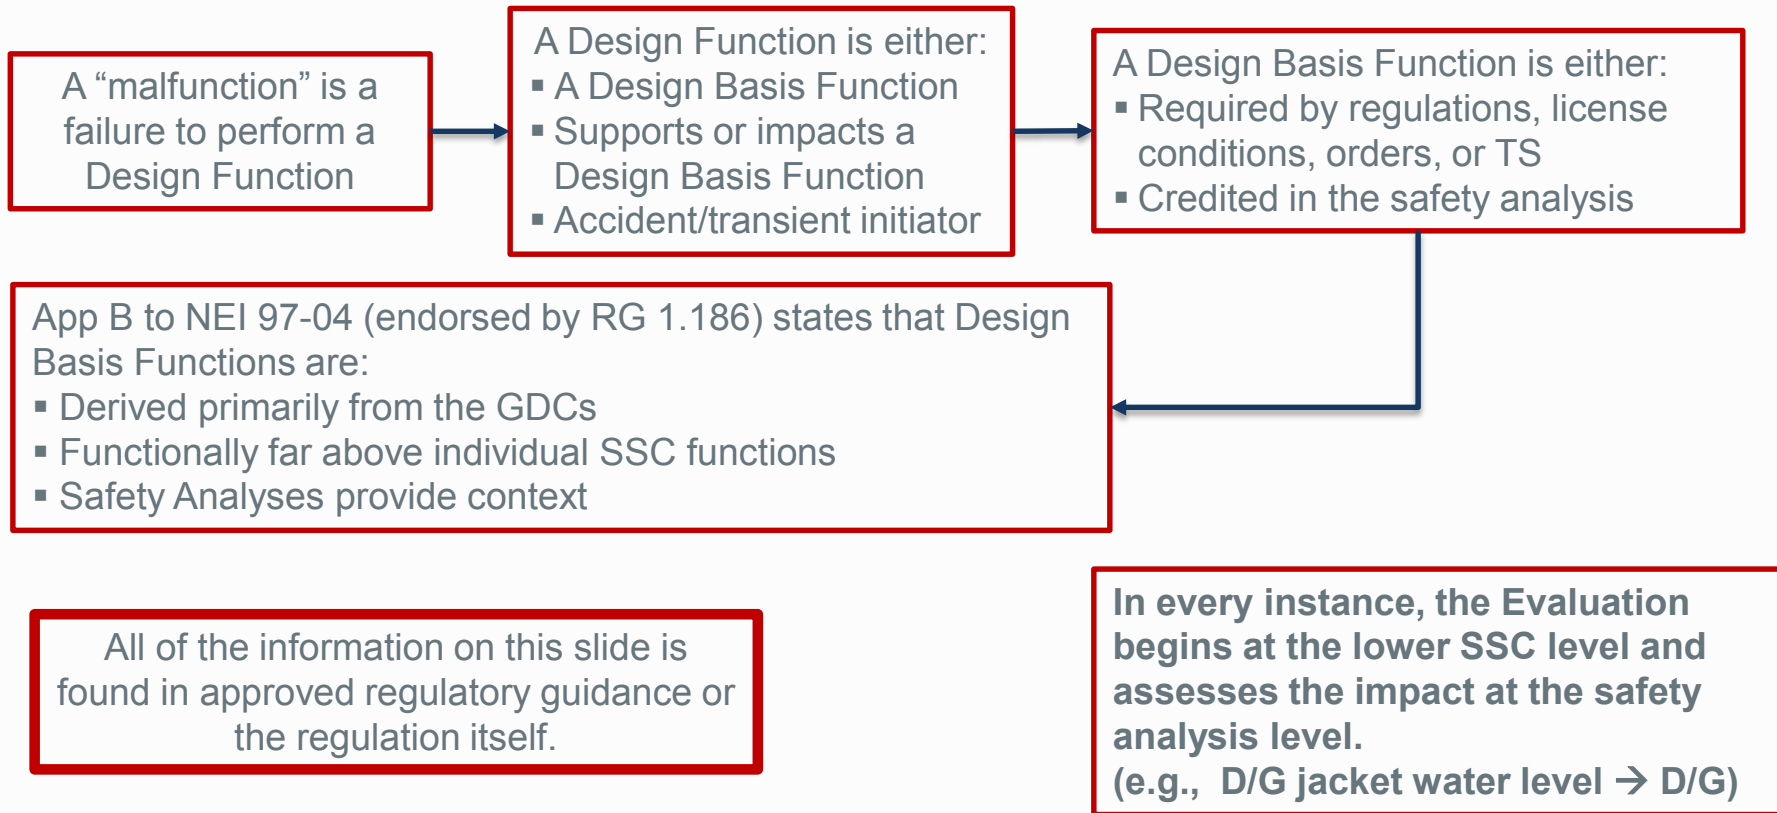 A “malfunction” is a
failure to perform a
Design Function
A Design Function is either:
▪ A Design Basis Function
▪ Supports or impacts a
Design Basis Function
▪ Accident/transient initiator
A Design Basis Function is either:
▪ Required by regulations, license
conditions, orders, or TS
▪ Credited in the safety analysis
App B to NEI 97-04 (endorsed by RG 1.186) states that Design
Basis Functions are:
▪ Derived primarily from the GDCs
▪ Functionally far above individual SSC functions
▪ Safety Analyses provide context
All of the information on this slide is
found in approved regulatory guidance or
the regulation itself.
In every instance, the Evaluation
begins at the lower SSC level and
assesses the impact at the safety
analysis level.
(e.g., D/G jacket water level → D/G)